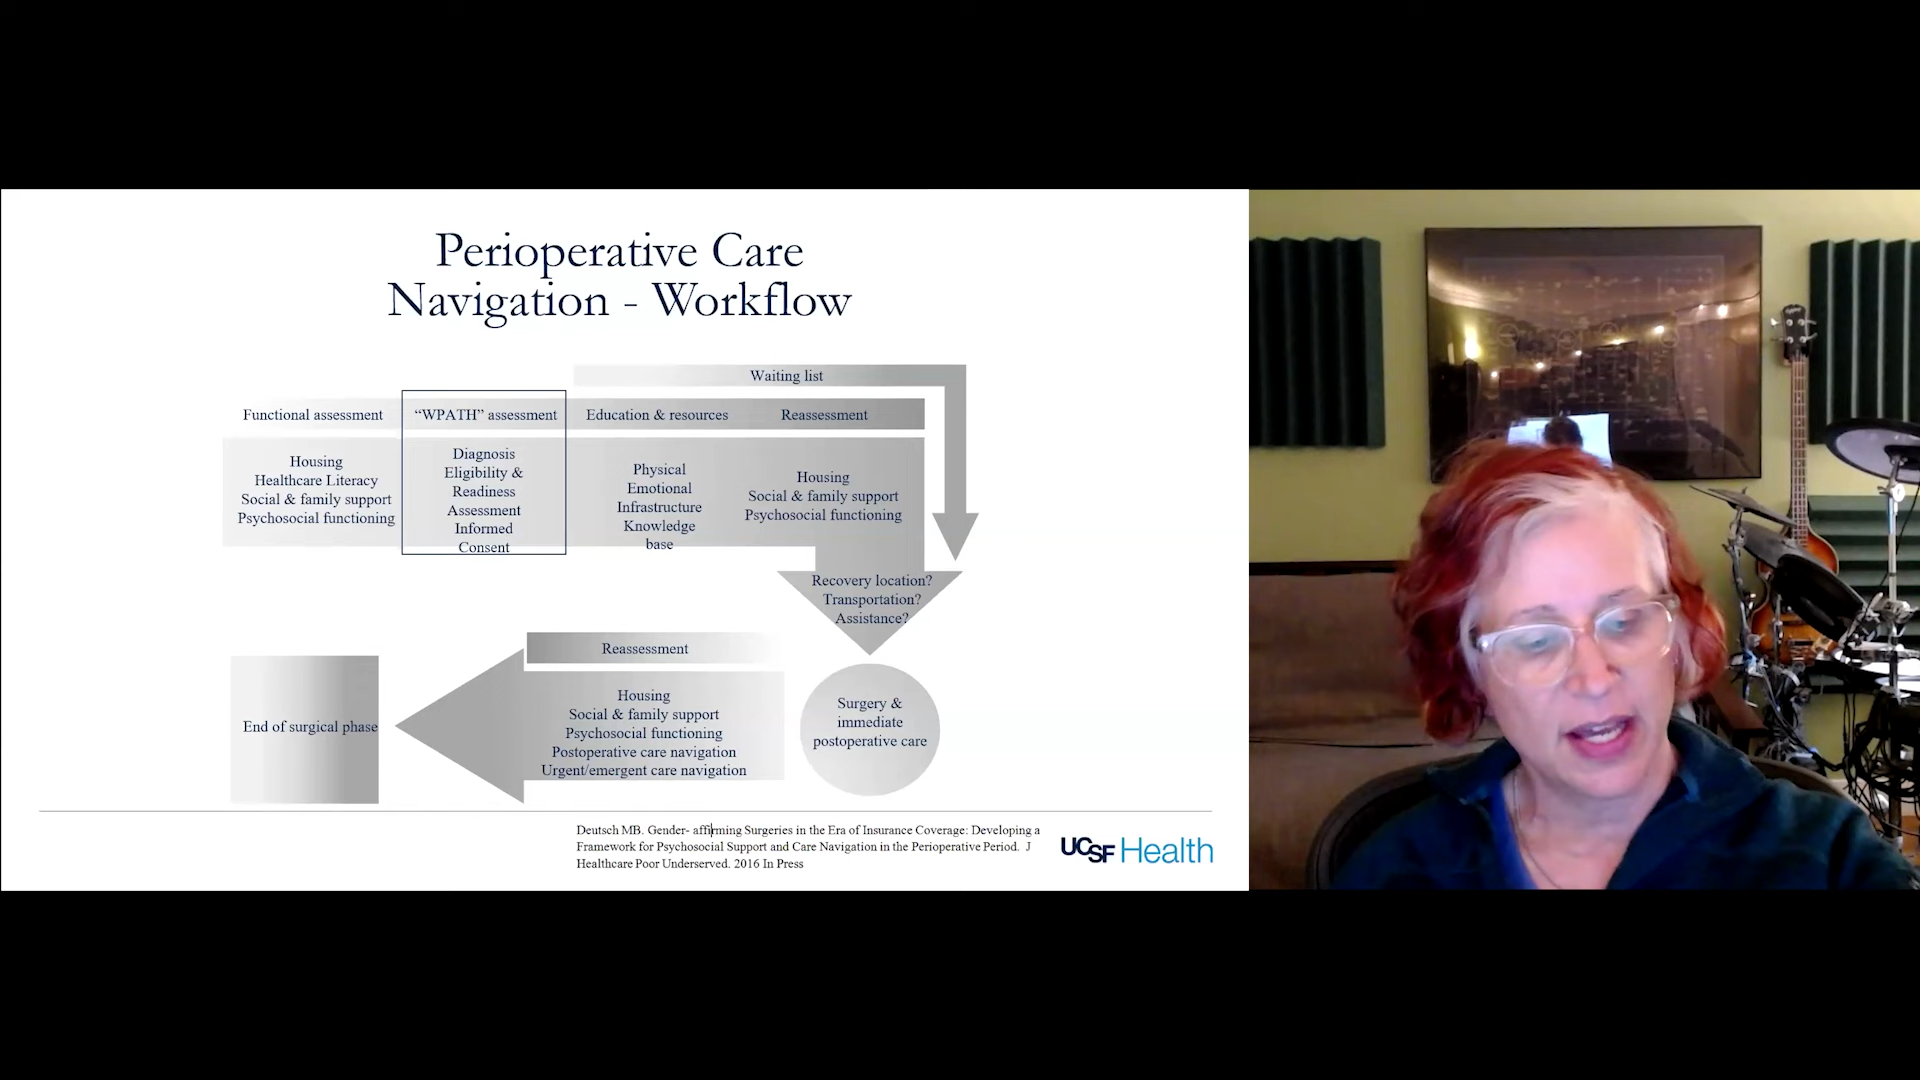 Perioperative Care
Navigation - Workflow
Waiting list
Functional assessment
“WPATH” assessment
Education & resources
Reassessment
Housing
Healthcare Literacy
Social & family support
Psychosocial functioning
Diagnosis
Eligibility &
Readiness
Assessment
Informed
Consent
Physical
Emotional
Infrastructure
Knowledge
base
Housing
Social & family support
Psychosocial functioning
Recovery location?
Transportation?
Assistance?
Surgery &
immediate
postoperative care
Reassessment
Housing
Social & family support
Psychosocial functioning
Postoperative care navigation
Urgent/emergent care navigation
End of surgical phase
Deutsch MB. Gender- affirming Surgeries in the Era of Insurance Coverage: Developing a
Framework for Psychosocial Support and Care Navigation in the Perioperative Period. J
Healthcare Poor Underserved. 2016 In Press
UCSF Health